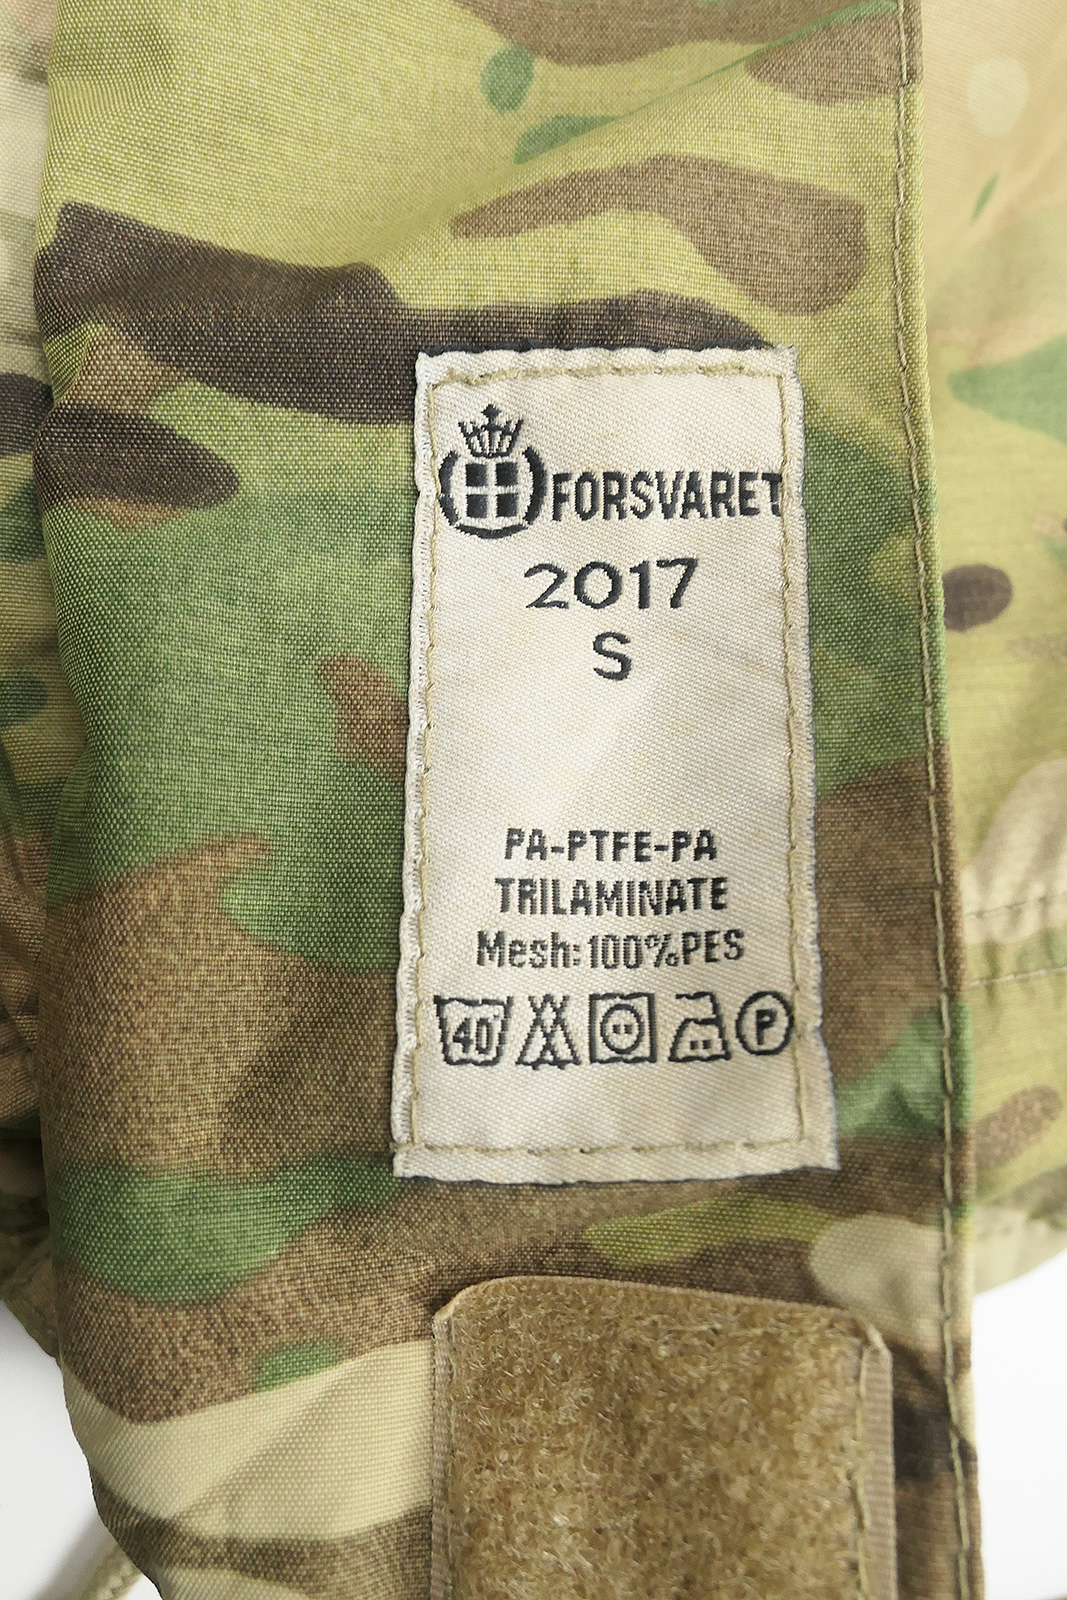 FORSVARET
2017
S
PA-PTFE-PA
TRILAMINATE
Mesh: 100% PES
40 P